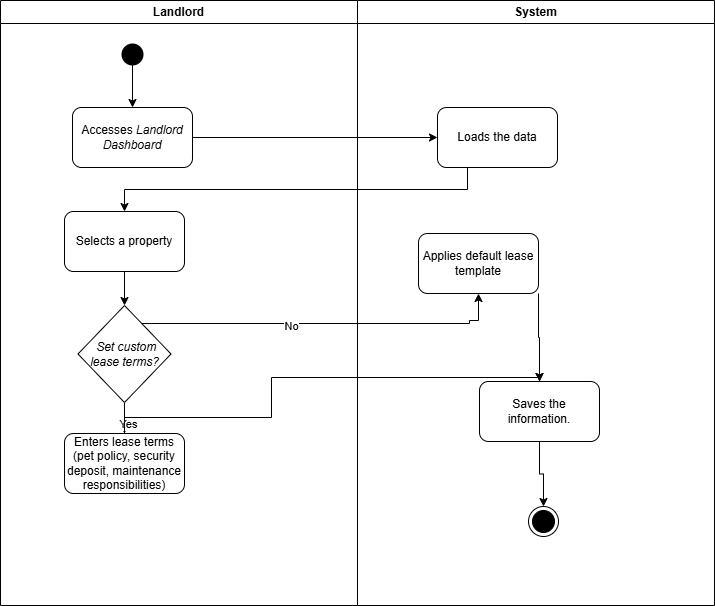 Landlord
System
Accesses Landlord
Dashboard
Loads the data
Selects a property
Applies default lease
template
No
Set custom
lease terms?
Yes
Saves the
information.
Enters lease terms
(pet policy, security
deposit, maintenance
responsibilities)